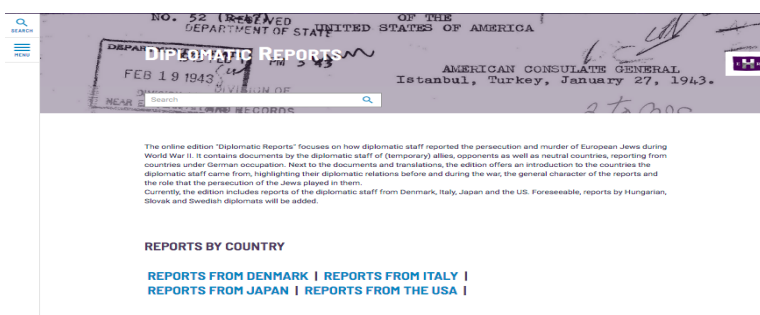 NO. 52 (R-
OF THE
DEPARTMENT OF STATE
UNITED STATES OF AMERICA
SEARCH
MENU
DIPLOMATIC REPORTS
FEB 19 1943
AMERICAN CONSULATE GENERAL
Istanbul, Turkey, January 27, 1943.
DIVISION OF
Search
NEAR
RECORDS
The online edition "Diplomatic Reports" focuses on how diplomatic staff reported the persecution and murder of European Jews during
World War II. It contains documents by the diplomatic staff of (temporary) allies, opponents as well as neutral countries, reporting from
countries under German occupation. Next to the documents and translations, the edition offers an introduction to the countries the
diplomatic staff came from, highlighting their diplomatic relations before and during the war, the general character of the reports and
the role that the persecution of the Jews played in them.
Currently, the edition includes reports of the diplomatic staff from Denmark, Italy, Japan and the US. Foreseeable, reports by Hungarian,
Slovak and Swedish diplomats will be added.
REPORTS BY COUNTRY
REPORTS FROM DENMARK | REPORTS FROM ITALY |
REPORTS FROM JAPAN | REPORTS FROM THE USA |